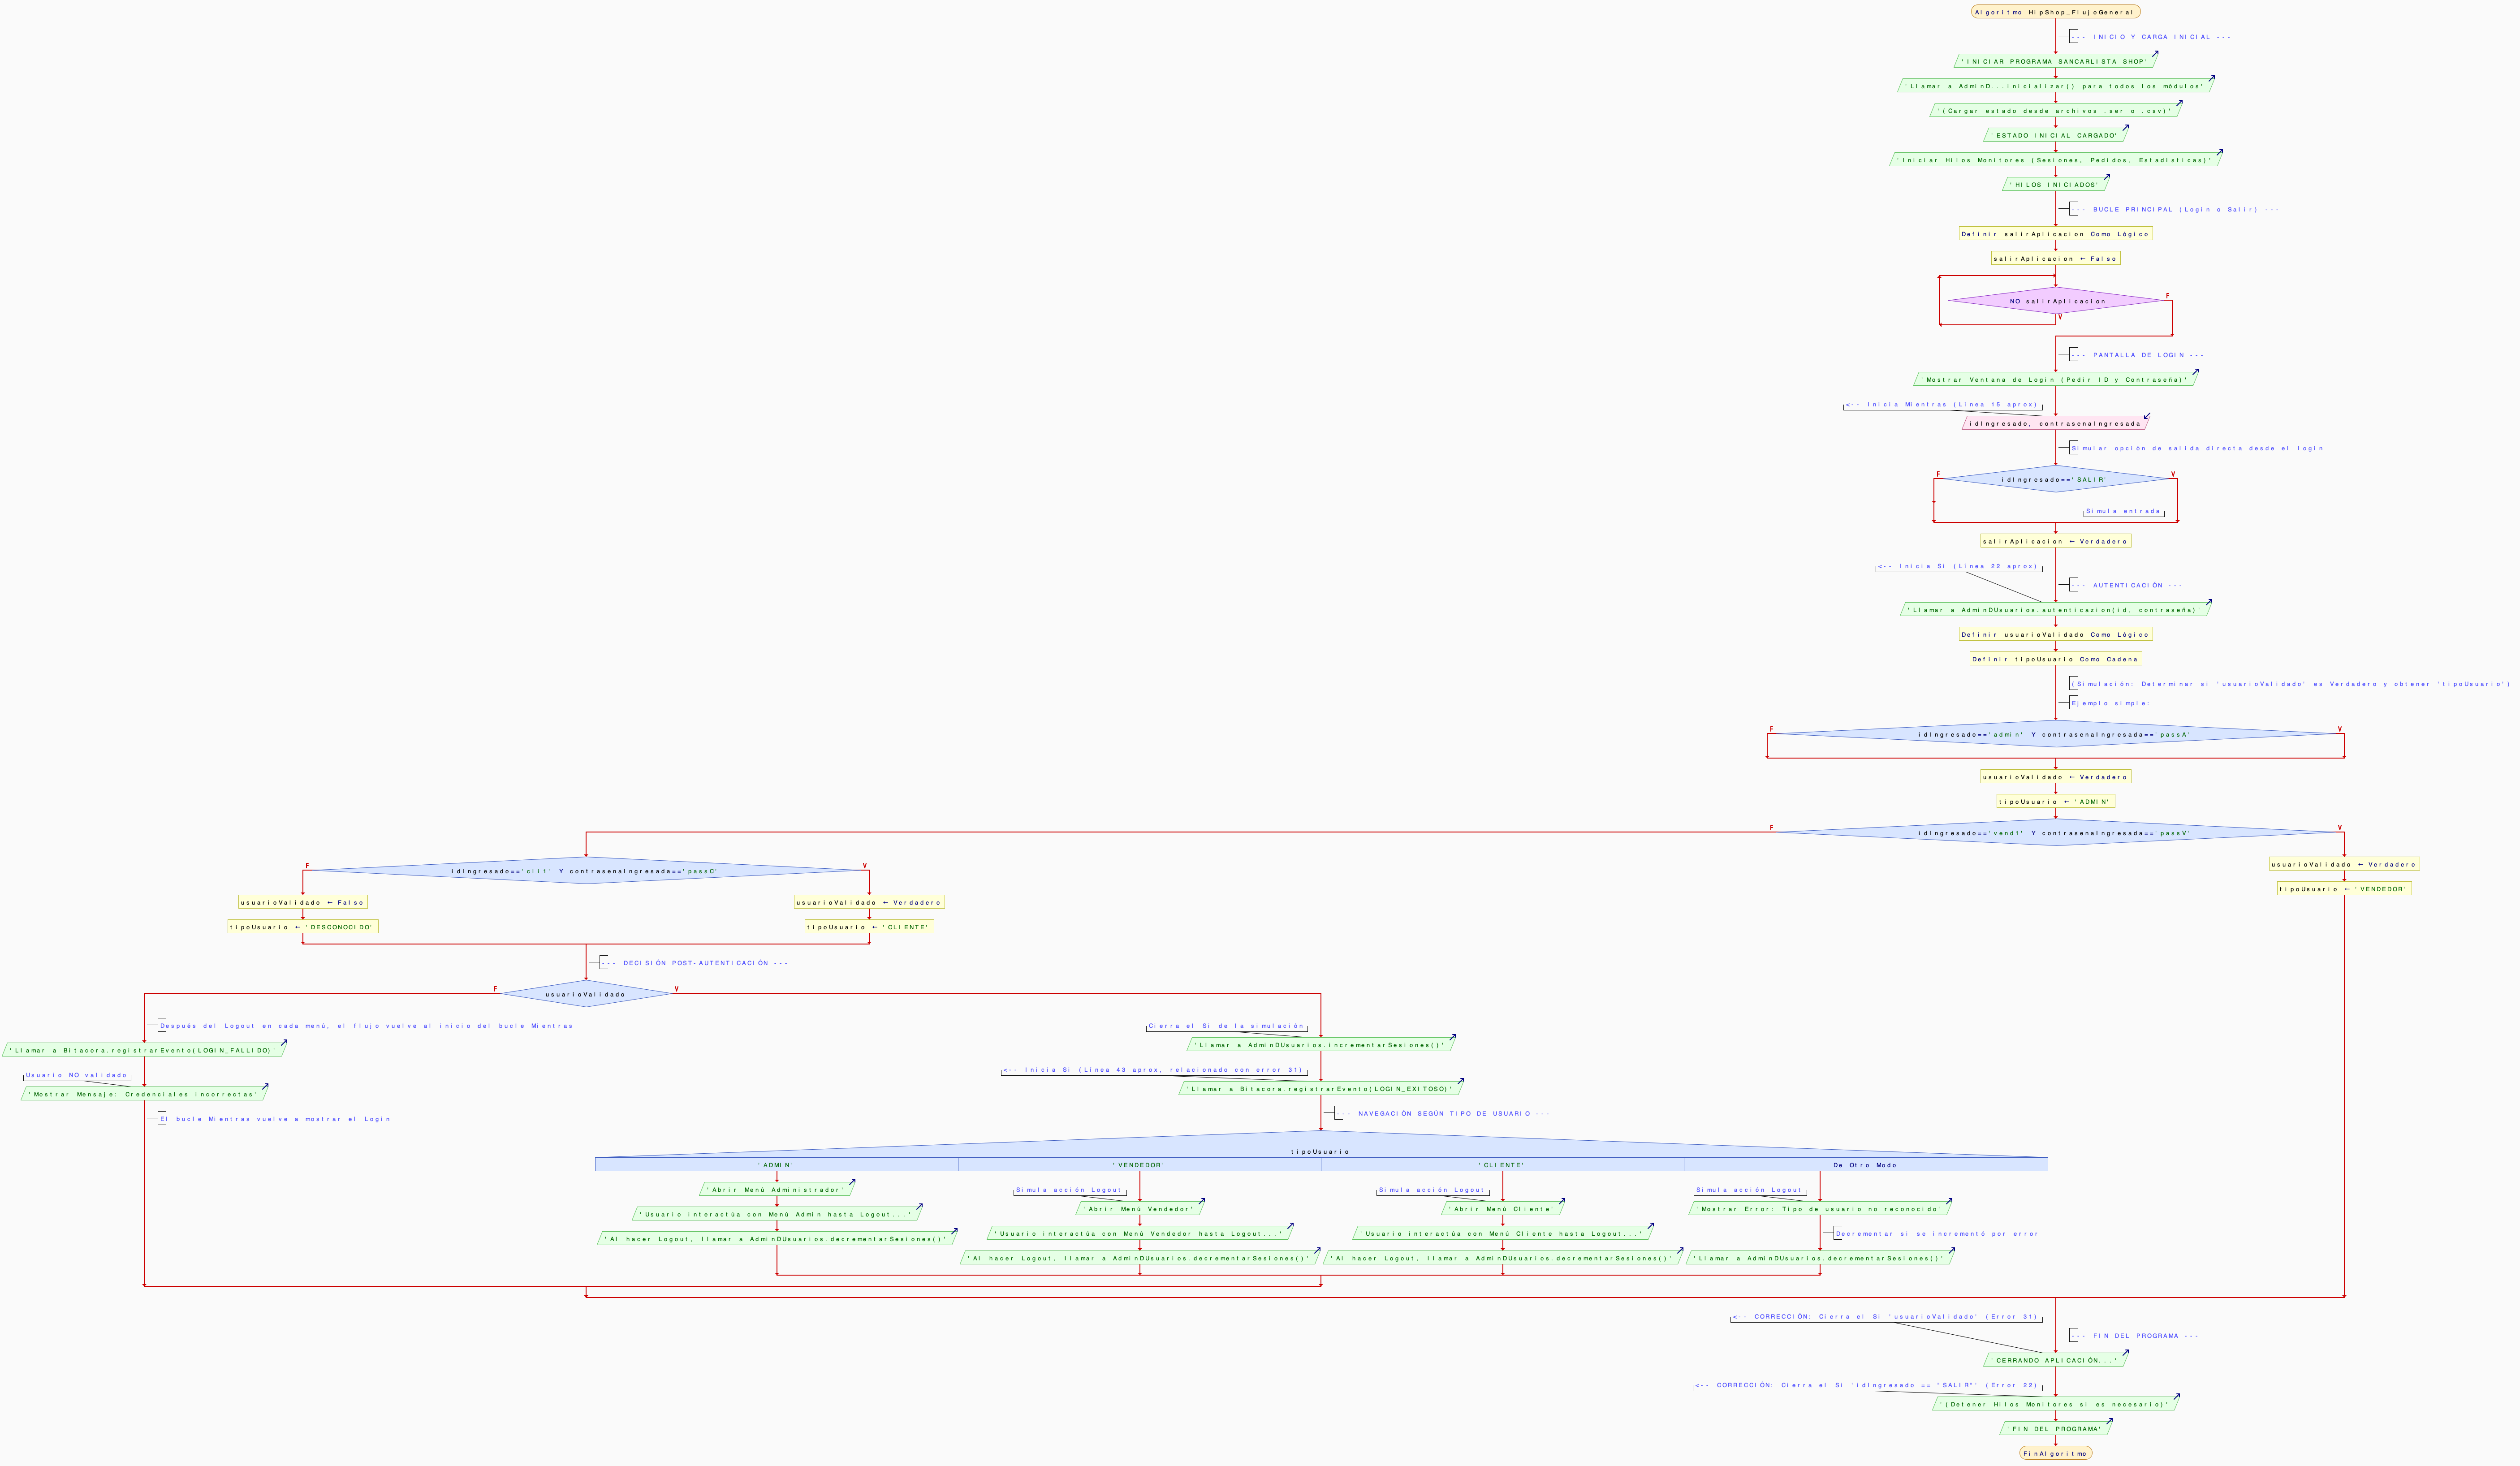 Algoritmo HipShop_FlujoGeneral
--- INICIO Y CARGA INICIAL ---
'INICIAR PROGRAMA SANCARLISTA SHOP'
'Llamar a AdminD...inicializar() para todos los módulos'
'(Cargar estado desde archivos .ser o .csv)'
'ESTADO INICIAL CARGADO'
'Iniciar Hilos Monitores (Sesiones, Pedidos, Estadísticas)'
'HILOS INICIADOS'
--- BUCLE PRINCIPAL (Login o Salir) ---
Definir salirAplicacion Como Lógico
salirAplicacion ← Falso
NO salirAplicacion
F
V
--- PANTALLA DE LOGIN ---
'Mostrar Ventana de Login (Pedir ID y Contraseña)'
<-- Inicia Mientras (Línea 15 aprox)
idIngresado, contrasenaIngresada
Simular opción de salida directa desde el login
F
idIngresado=='SALIR'
V
Simula entrada
salirAplicacion ← Verdadero
<-- Inicia Si (Línea 22 aprox)
--- AUTENTICACIÓN ---
'Llamar a AdminDUsuarios.autenticazion(id, contraseña)'
Definir usuarioValidado Como Lógico
Definir tipoUsuario Como Cadena
(Simulación: Determinar si 'usuarioValidado' es Verdadero y obtener 'tipoUsuario')
Ejemplo simple:
F
idIngresado=='admin' Y contrasenaIngresada=='passA'
V
usuarioValidado ← Verdadero
tipoUsuario ← 'ADMIN'
F
idIngresado=='vend1' Y contrasenaIngresada=='passV'
V
usuarioValidado ← Verdadero
tipoUsuario ← 'VENDEDOR'
F
idIngresado=='cli1' Y contrasenaIngresada=='passC'
V
usuarioValidado ← Falso
usuarioValidado ← Verdadero
tipoUsuario ← 'DESCONOCIDO'
tipoUsuario ← 'CLIENTE'
--- DECISIÓN POST-AUTENTICACIÓN ---
F
usuarioValidado
V
Después del Logout en cada menú, el flujo vuelve al inicio del bucle Mientras
'Llamar a Bitacora.registrarEvento(LOGIN_FALLIDO)'
Usuario NO validado
'Mostrar Mensaje: Credenciales incorrectas'
El bucle Mientras vuelve a mostrar el Login
Cierra el Si de la simulación
'Llamar a AdminDUsuarios.incrementarSesiones()'
<-- Inicia Si (Línea 43 aprox, relacionado con error 31)
'Llamar a Bitacora.registrarEvento(LOGIN_EXITOSO)'
--- NAVEGACIÓN SEGÚN TIPO DE USUARIO ---
tipoUsuario
'ADMIN'
'VENDEDOR'
'CLIENTE'
De Otro Modo
'Abrir Menú Administrador'
'Usuario interactúa con Menú Admin hasta Logout...'
'Al hacer Logout, llamar a AdminDUsuarios.decrementarSesiones()'
Simula acción Logout
'Abrir Menú Vendedor'
'Usuario interactúa con Menú Vendedor hasta Logout...'
'Al hacer Logout, llamar a AdminDUsuarios.decrementarSesiones()'
Simula acción Logout
'Abrir Menú Cliente'
'Usuario interactúa con Menú Cliente hasta Logout...'
'Al hacer Logout, llamar a AdminDUsuarios.decrementarSesiones()'
Simula acción Logout
'Mostrar Error: Tipo de usuario no reconocido'
Decrementar si se incrementó por error
'Llamar a AdminDUsuarios.decrementarSesiones()'
<-- CORRECCIÓN: Cierra el Si 'usuarioValidado' (Error 31)
--- FIN DEL PROGRAMA ---
'CERRANDO APLICACIÓN...'
<-- CORRECCIÓN: Cierra el Si 'idIngresado == "SALIR"' (Error 22)
'(Detener Hilos Monitores si es necesario)'
'FIN DEL PROGRAMA'
FinAlgoritmo